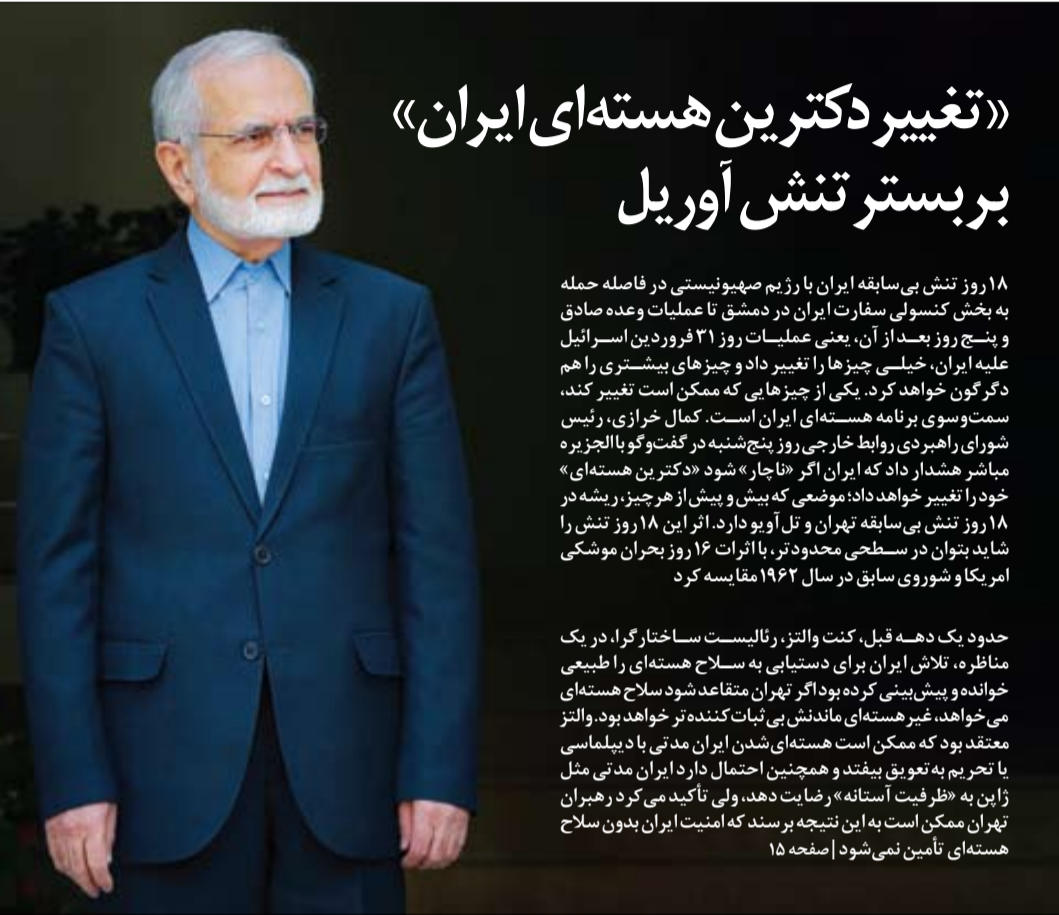 «تغییر دکترین هسته‌ای ایران»
بر بستر تنش آوریل
۱۸ روز تنش بی‌سابقه ایران با رژیم صهیونیستی در فاصله حمله
به بخش کنسولی سفارت ایران در دمشق تا عملیات وعده صادق
و پنج روز بعد از آن، یعنی عملیات روز ۳۱ فروردین اسرائیل
علیه ایران، خیلی چیزها را تغییر داد و چیزهای بیشتری را هم
دگرگون خواهد کرد. یکی از چیزهایی که ممکن است تغییر کند،
سمت‌وسوی برنامه هسته‌ای ایران است. کمال خرازی، رئیس
شورای راهبردی روابط خارجی روز پنج‌شنبه در گفت‌وگو با الجزیره
مباشر هشدار داد که ایران اگر «ناچار» شود «دکترین هسته‌ای»
خود را تغییر خواهد داد؛ موضعی که بیش و پیش از هر چیز، ریشه در
۱۸ روز تنش بی‌سابقه تهران و تل‌آویو دارد. اثر این ۱۸ روز تنش را
شاید بتوان در سطحی محدودتر، با اثرات ۱۶ روز بحران موشکی
امریکا و شوروی سابق در سال ۱۹۶۲ مقایسه کرد
حدود یک دهه قبل، کنت والتز، رئالیست ساختارگرا، در یک
مناظره، تلاش ایران برای دستیابی به سلاح هسته‌ای را طبیعی
خوانده و پیش‌بینی کرده بود اگر تهران متقاعد شود سلاح هسته‌ای
می‌خواهد، غیر هسته‌ای ماندنش بی‌ثبات‌کننده‌تر خواهد بود. والتز
معتقد بود که ممکن است هسته‌ای شدن ایران مدتی با دیپلماسی
یا تحریم به تعویق بیفتد و همچنین احتمال دارد ایران مدتی مثل
ژاپن به «ظرفیت آستانه» رضایت دهد، ولی تأکید می‌کرد رهبران
تهران ممکن است به این نتیجه برسند که امنیت ایران بدون سلاح
هسته‌ای تأمین نمی‌شود | صفحه ۱۵